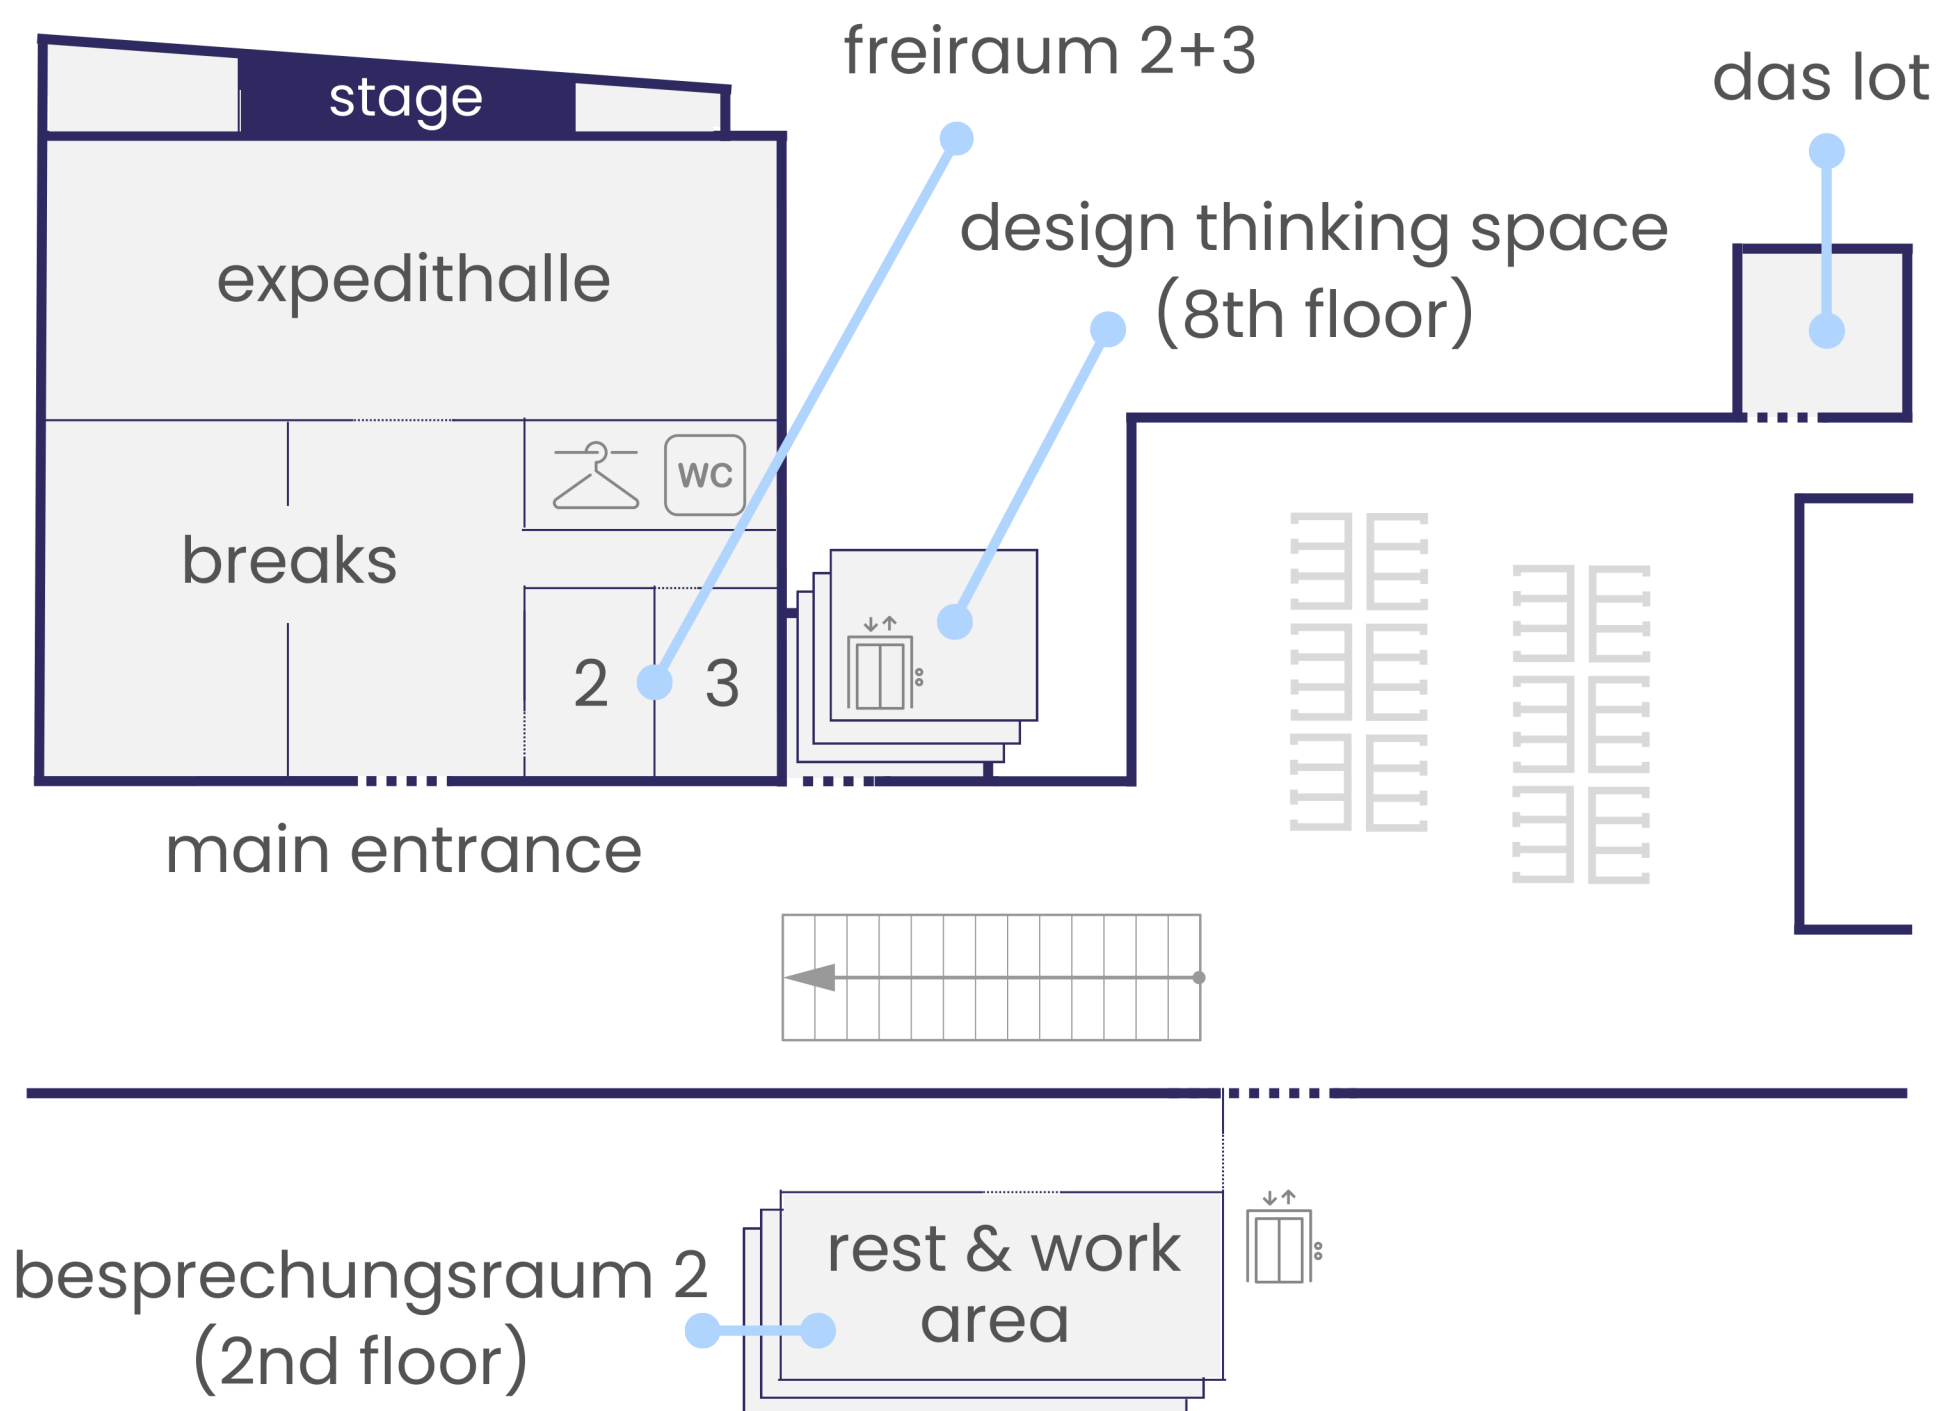 freiraum 2+3
das lot
stage
design thinking space
(8th floor)
expedithalle
WC
breaks
2
3
main entrance
rest & work
area
besprechungsraum 2
(2nd floor)